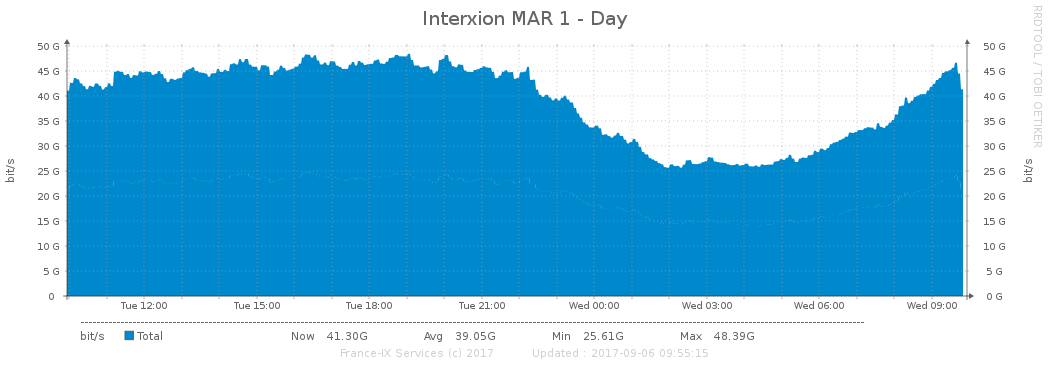 Interxion MAR 1 - Day
RRDTOOL / TOBI OETIKER
bit/s
50 G 50 G
45 G 45 G
40 G 40 G
35 G 35 G
30 G 30 G
25 G 25 G
20 G 20 G
15 G 15 G
10 G 10 G
5 G 5 G
0 0 G
bit/s
Tue 12:00 Tue 15:00 Tue 18:00 Tue 21:00 Wed 00:00 Wed 03:00 Wed 06:00 Wed 09:00
bit/s Total Now 41.30G Avg 39.05G Min 25.61G Max 48.39G
France-IX Services (c) 2017 Updated : 2017-09-06 09:55:15